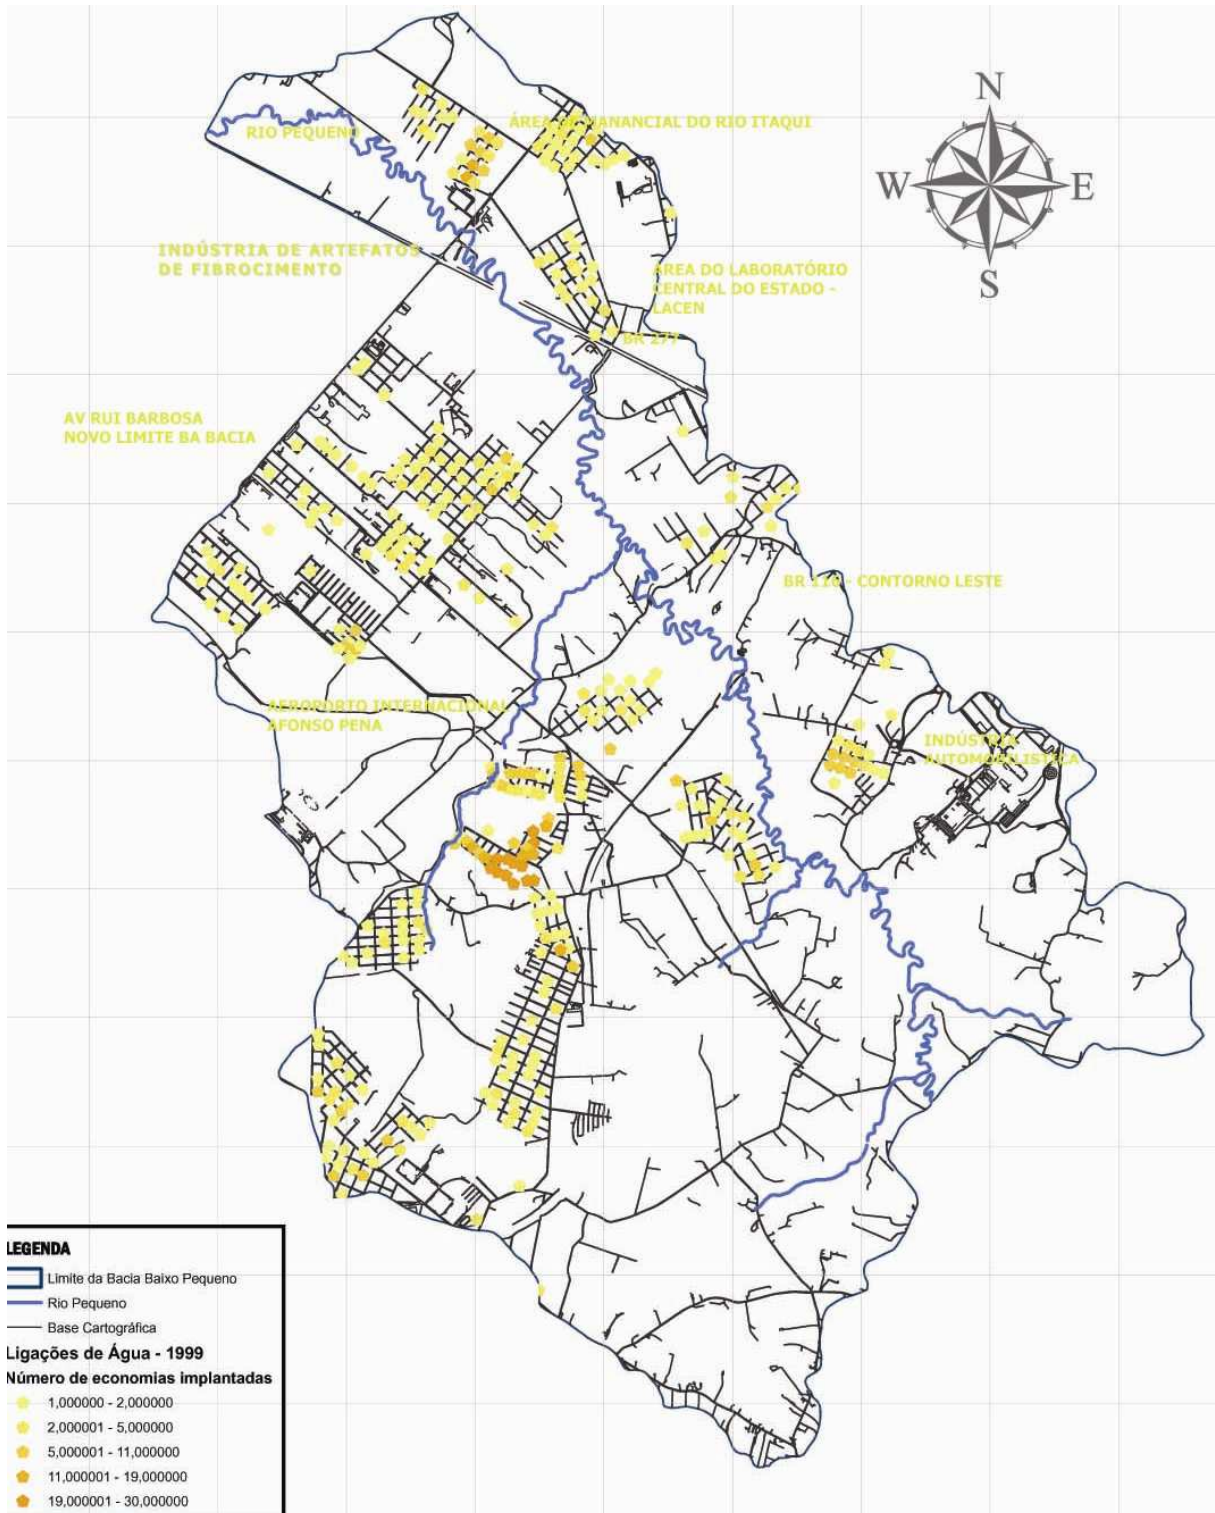 N
W
E
S
RIO PEQUENO
ÁREA DE MANANCIAL DO RIO ITAQUI
INDÚSTRIA DE ARTEFATOS
DE FIBROCIMENTO
ÁREA DO LABORATÓRIO
CENTRAL DO ESTADO -
LACEN
BR 277
AV RUI BARBOSA
NOVO LIMITE BA BACIA
BR 116 - CONTORNO LESTE
AEROPORTO INTERNACIONAL
AFONSO PENA
INDÚSTRIA
AUTOMOBILISTICA
LEGENDA
Limite da Bacia Baixo Pequeno
Rio Pequeno
Base Cartográfica
Ligações de Água - 1999
Número de economias implantadas
1,000000 - 2,000000
2,000001 - 5,000000
5,000001 - 11,000000
11,000001 - 19,000000
19,000001 - 30,000000